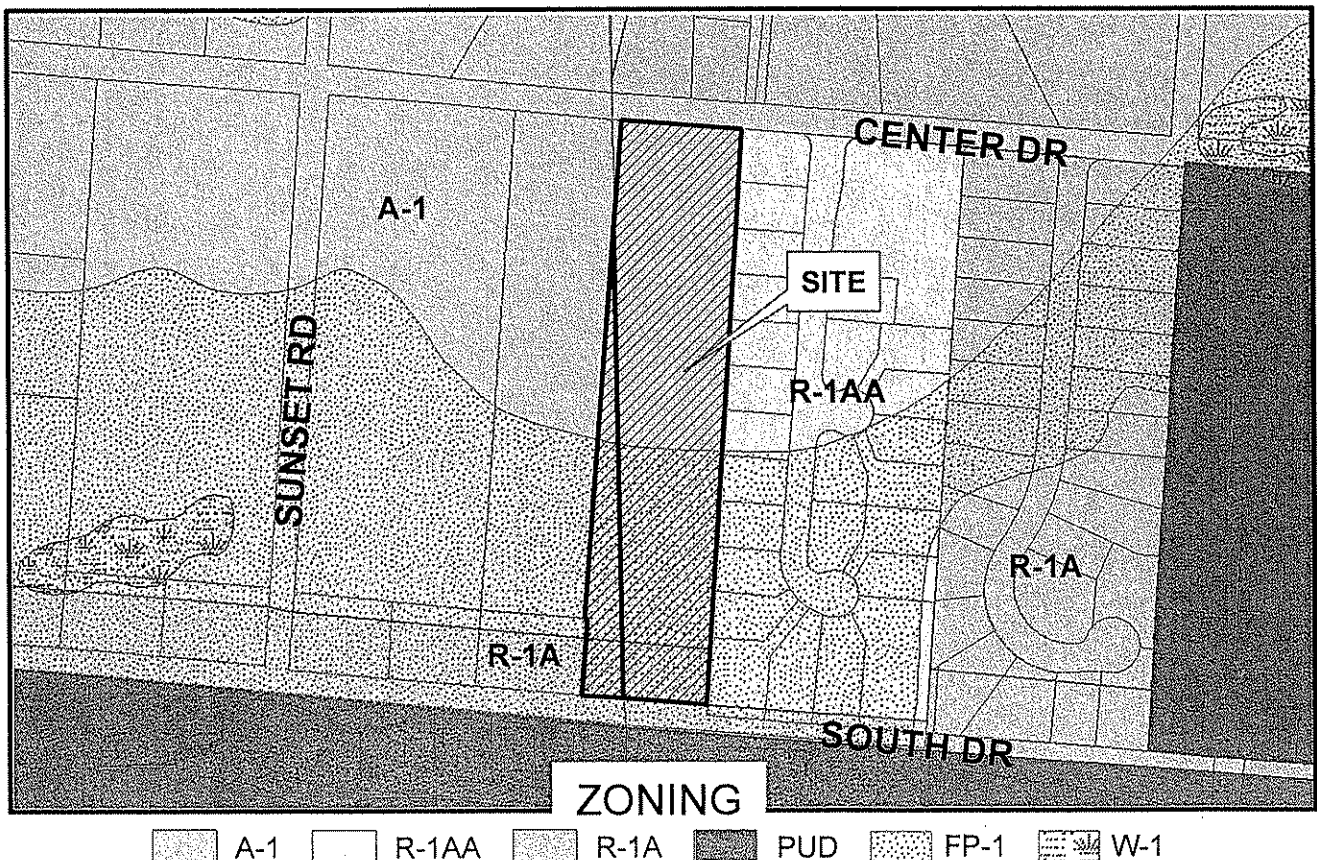 CENTER DR
A-1
SITE
SUNSET RD
R-1AA
R-1A
R-1A
SOUTH DR
ZONING
A-1 R-1AA R-1A PUD FP-1 W-1